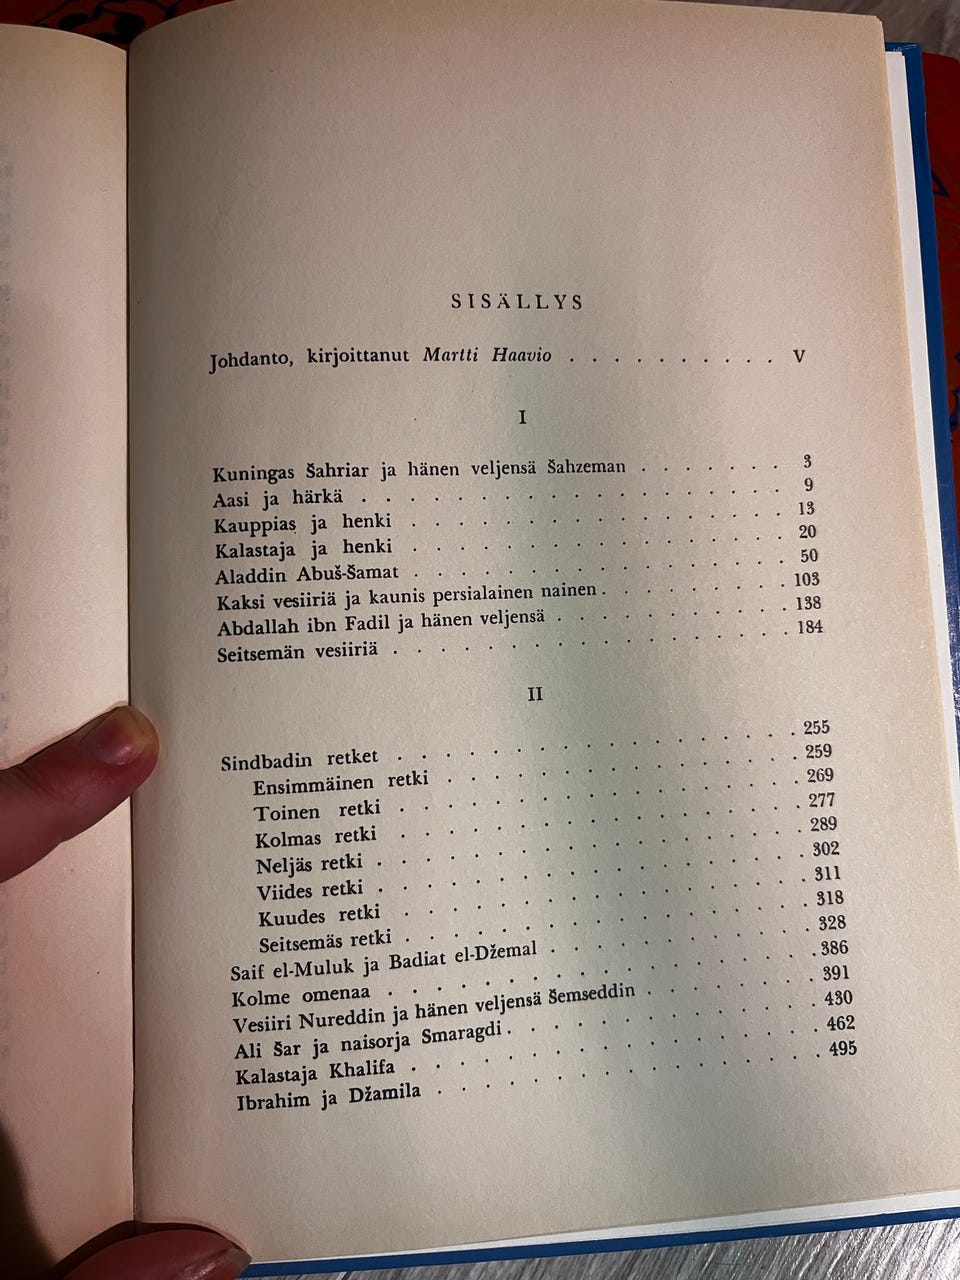 SISÄLLYS
Johdanto, kirjoittanut Martti Haavio . . . . . . . . . . V
I
Kuningas Šahriar ja hänen veljensä Šahzeman . . . . . . . 3
Aasi ja härkä . . . . . . . . . . . . . . . . . . 9
Kauppias ja henki . . . . . . . . . . . . . . . . 13
Kalastaja ja henki . . . . . . . . . . . . . . . . 20
Aladdin Abuš-Šamat . . . . . . . . . . . . . . . . 50
Kaksi vesiiriä ja kaunis persialainen nainen . . . . . . . . 103
Abdallah ibn Fadil ja hänen veljensä . . . . . . . . . . 138
Seitsemän vesiiriä . . . . . . . . . . . . . . . . 184
II
Sindbadin retket . . . . . . . . . . . . . . . . . 255
Ensimmäinen retki . . . . . . . . . . . . . . . 259
Toinen retki . . . . . . . . . . . . . . . . . 269
Kolmas retki . . . . . . . . . . . . . . . . . 277
Neljäs retki . . . . . . . . . . . . . . . . . 289
Viides retki . . . . . . . . . . . . . . . . . 302
Kuudes retki . . . . . . . . . . . . . . . . . 311
Seitsemäs retki . . . . . . . . . . . . . . . . 318
Saif el-Muluk ja Badiat el-Džemal . . . . . . . . . . . 328
Kolme omenaa . . . . . . . . . . . . . . . . . 386
Vesiiri Nureddin ja hänen veljensä Šemseddin . . . . . . . 391
Ali Šar ja naisorja Smaragdi . . . . . . . . . . . . . 430
Kalastaja Khalifa . . . . . . . . . . . . . . . . . 462
Ibrahim ja Džamila . . . . . . . . . . . . . . . . 495